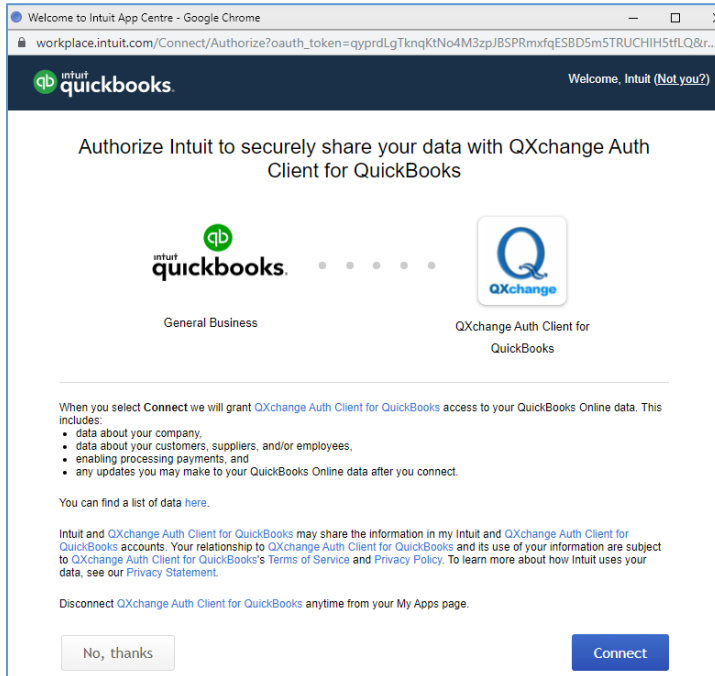 Welcome to Intuit App Centre - Google Chrome
workplace.intuit.com/Connect/Authorize?oauth_token=qyprdLgTknqKtNo4M3zpJBSPRmxfqESBD5m5TRUCHIH5tfLQ&r...
qb intuit quickbooks.
Welcome, Intuit (Not you?)
Authorize Intuit to securely share your data with QXchange Auth
Client for QuickBooks
qb
intuit
quickbooks.
Q
QXchange
General Business
QXchange Auth Client for
QuickBooks
When you select Connect we will grant QXchange Auth Client for QuickBooks access to your QuickBooks Online data. This
includes:
• data about your company,
• data about your customers, suppliers, and/or employees,
• enabling processing payments, and
• any updates you may make to your QuickBooks Online data after you connect.
You can find a list of data here.
Intuit and QXchange Auth Client for QuickBooks may share the information in my Intuit and QXchange Auth Client for
QuickBooks accounts. Your relationship to QXchange Auth Client for QuickBooks and its use of your information are subject
to QXchange Auth Client for QuickBooks's Terms of Service and Privacy Policy. To learn more about how Intuit uses your
data, see our Privacy Statement.
Disconnect QXchange Auth Client for QuickBooks anytime from your My Apps page.
No, thanks
Connect